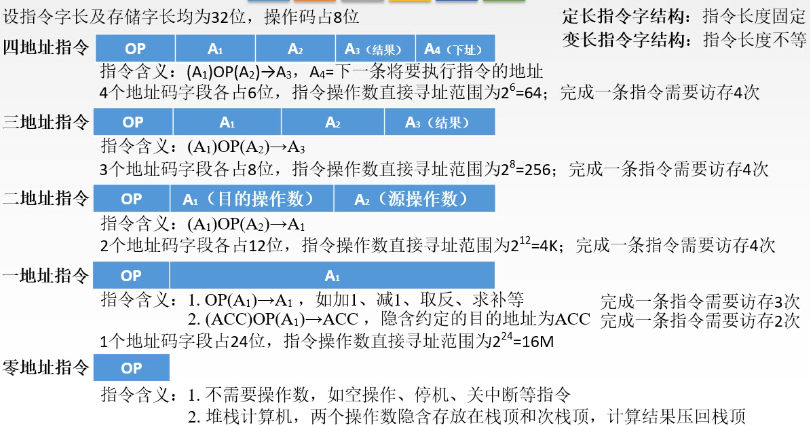 设指令字长及存储字长均为32位，操作码占8位
定长指令字结构：指令长度固定
变长指令字结构：指令长度不等
四地址指令 OP A₁ A₂ A₃（结果） A₄（下址）
指令含义：(A₁)OP(A₂)→A₃，A₄=下一条将要执行指令的地址
4个地址码字段各占6位，指令操作数直接寻址范围为2⁶=64；完成一条指令需要访存4次
三地址指令 OP A₁ A₂ A₃（结果）
指令含义：(A₁)OP(A₂)→A₃
3个地址码字段各占8位，指令操作数直接寻址范围为2⁸=256；完成一条指令需要访存4次
二地址指令 OP A₁（目的操作数） A₂（源操作数）
指令含义：(A₁)OP(A₂)→A₁
2个地址码字段各占12位，指令操作数直接寻址范围为2¹²=4K；完成一条指令需要访存4次
一地址指令 OP A₁
指令含义：1. OP(A₁)→A₁，如加1、减1、取反、求补等 完成一条指令需要访存3次
2. (ACC)OP(A₁)→ACC，隐含约定的目的地址为ACC 完成一条指令需要访存2次
1个地址码字段占24位，指令操作数直接寻址范围为2²⁴=16M
零地址指令 OP
指令含义：1. 不需要操作数，如空操作、停机、关中断等指令
2. 堆栈计算机，两个操作数隐含存放在栈顶和次栈顶，计算结果压回栈顶